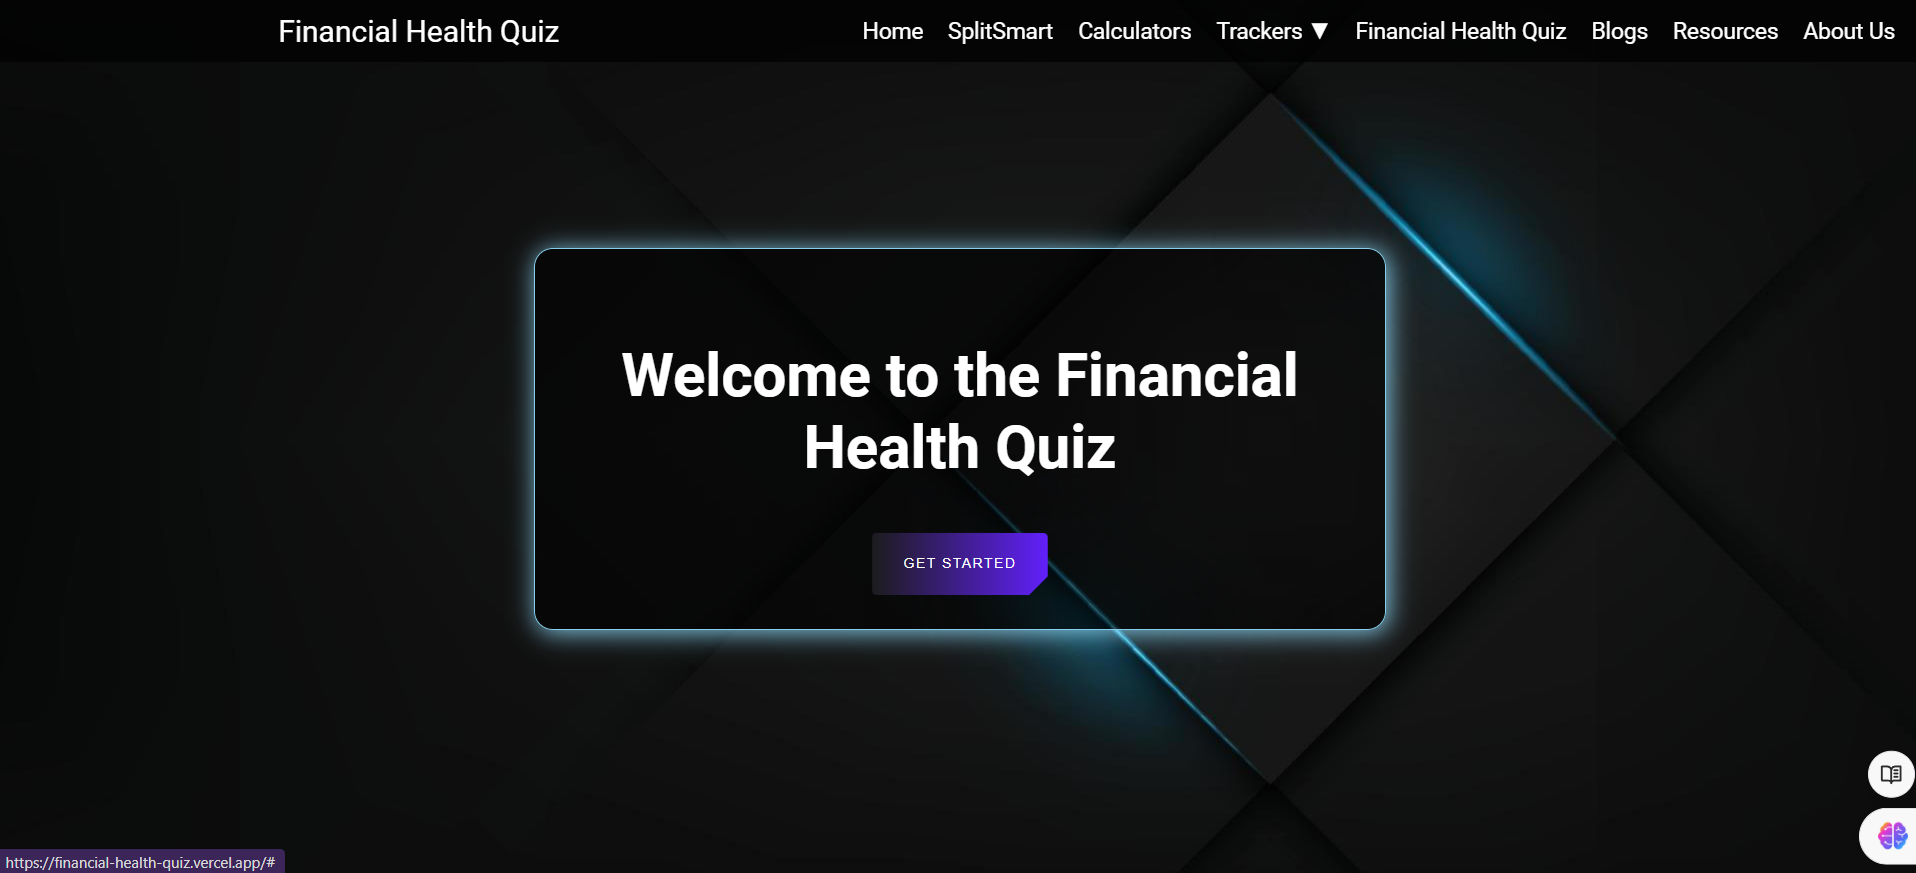 Financial Health Quiz
Home SplitSmart Calculators Trackers ▼ Financial Health Quiz Blogs Resources About Us
Welcome to the Financial
Health Quiz
GET STARTED
https://financial-health-quiz.vercel.app/#